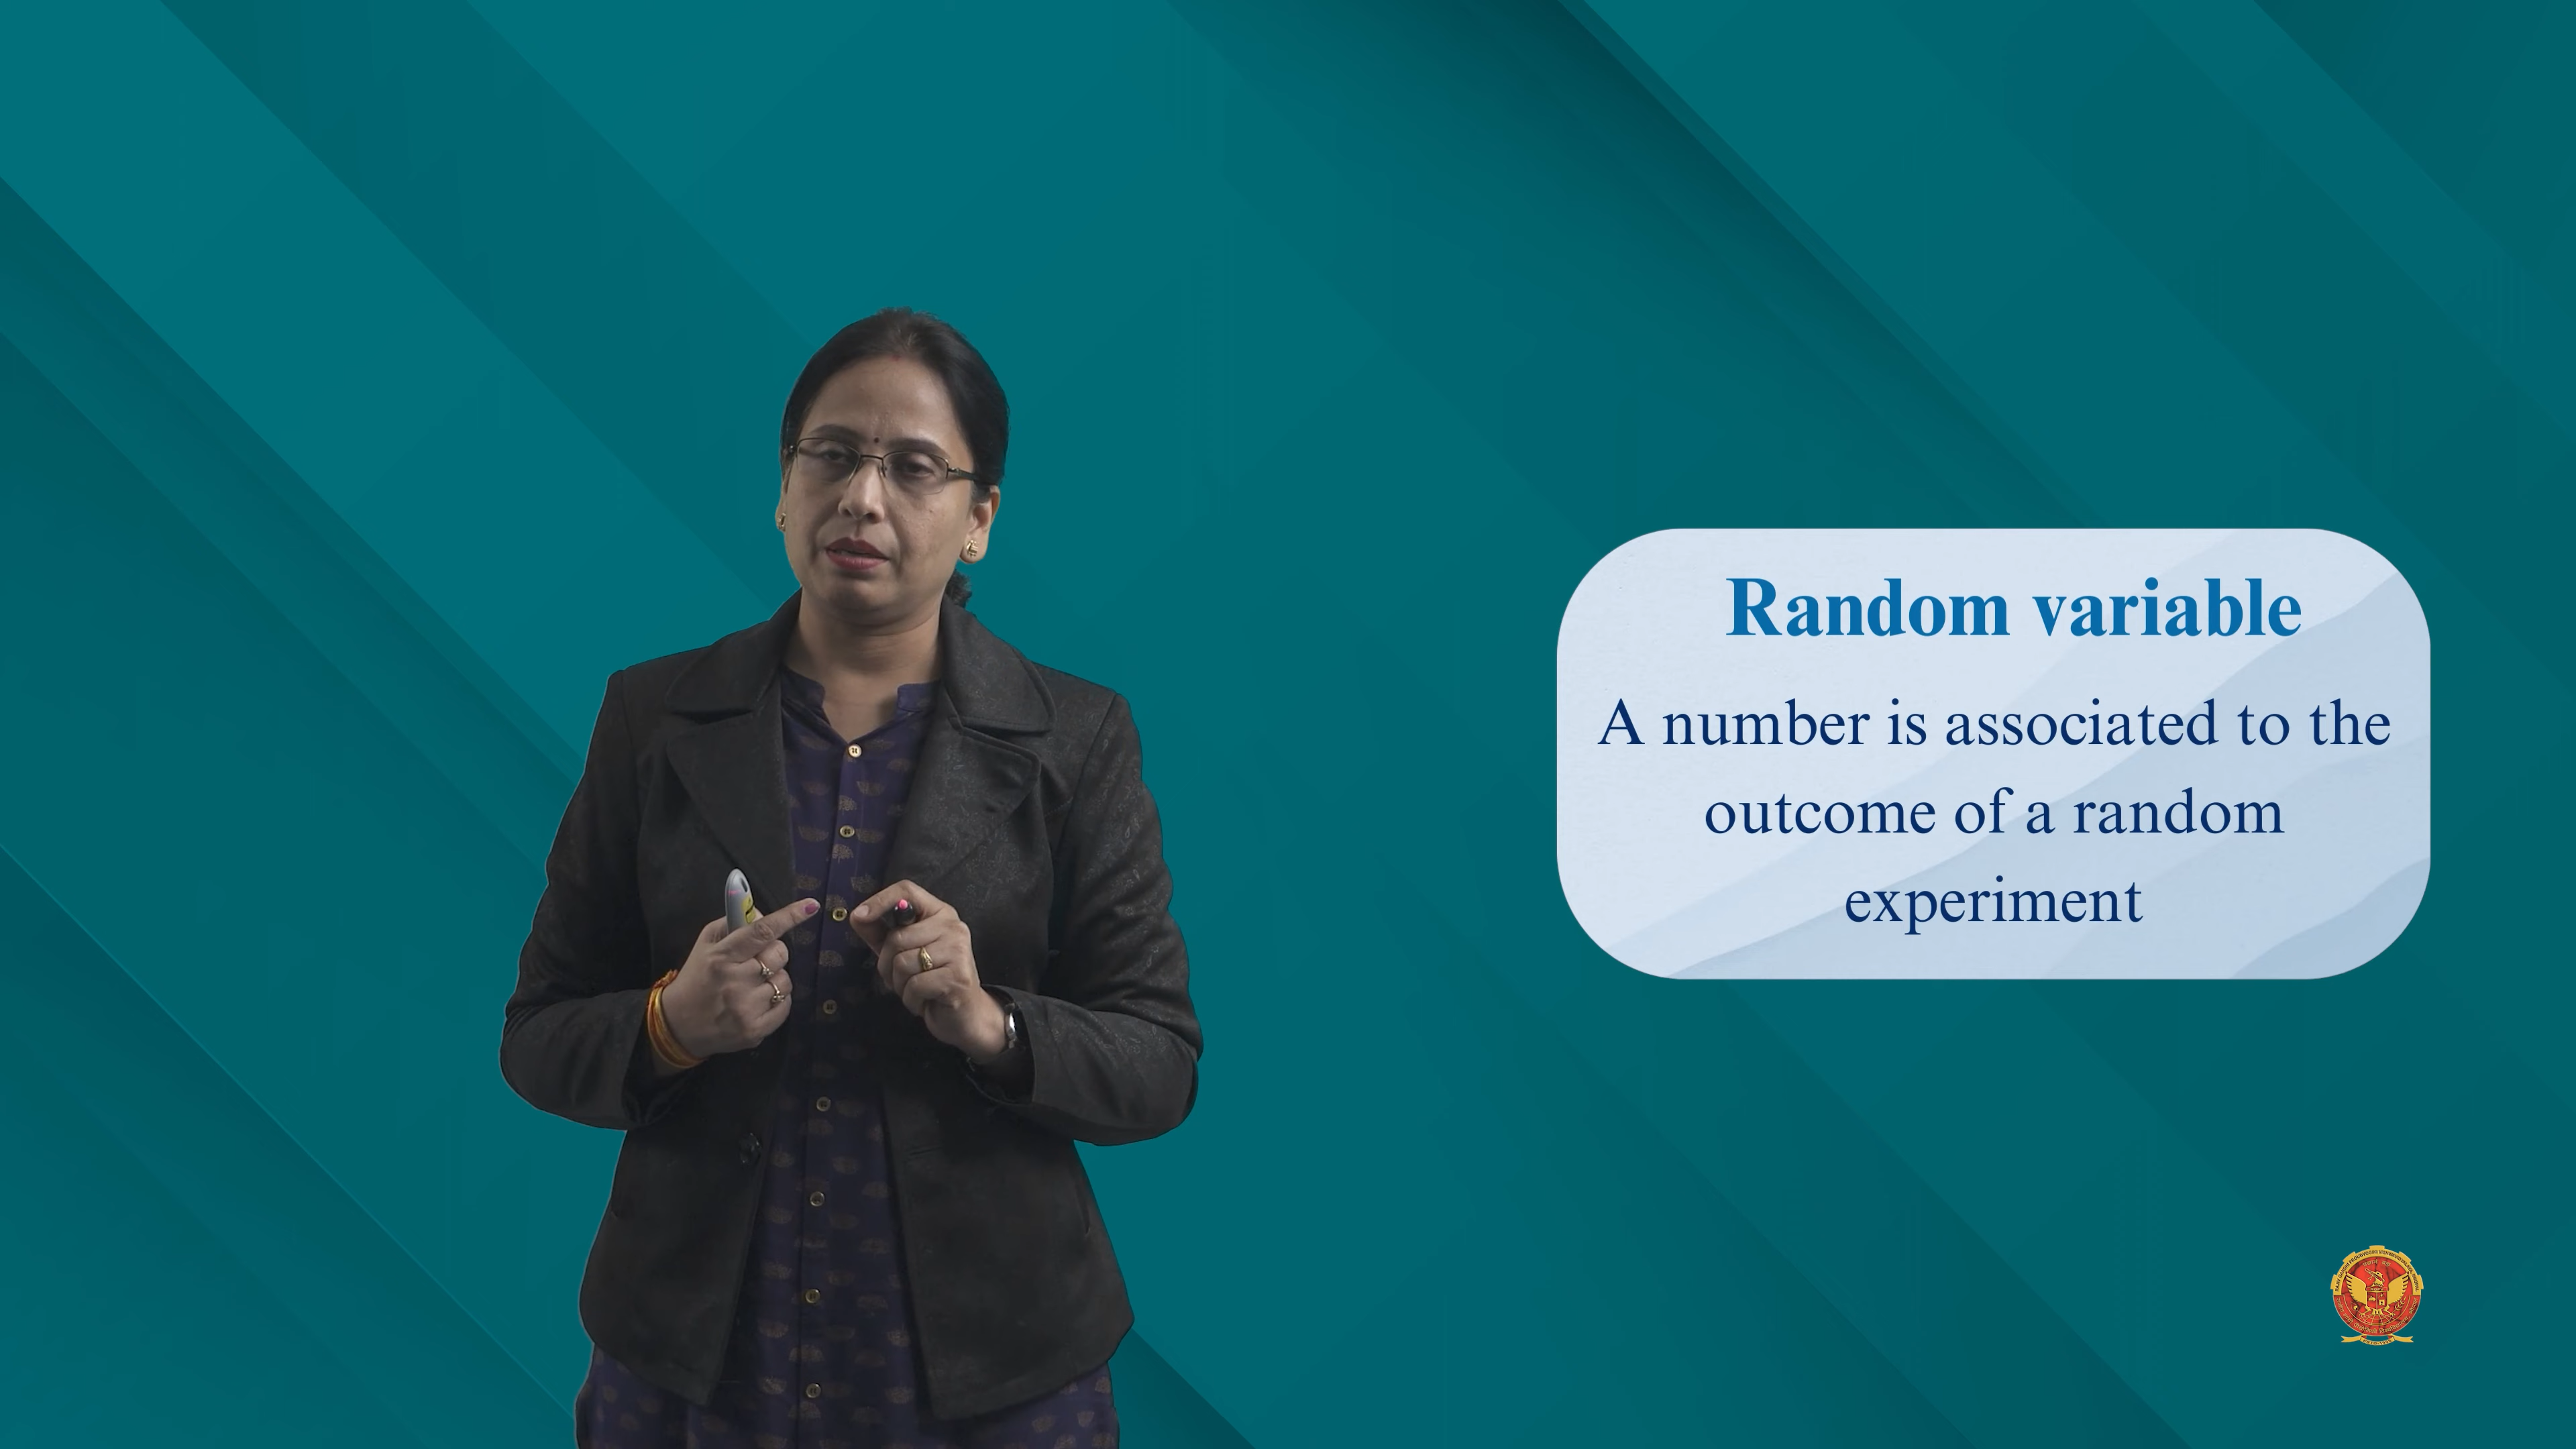 Random variable
A number is associated to the
outcome of a random
experiment